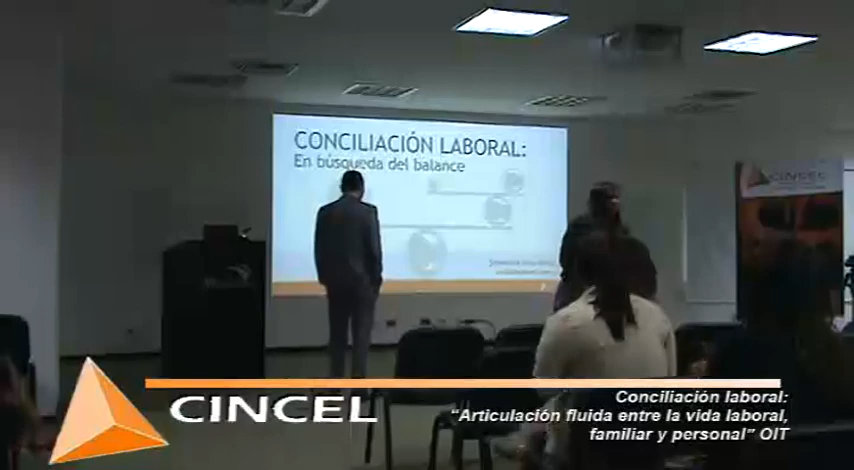 CONCILIACIÓN LABORAL:
En búsqueda del balance
CINCEL
CINCEL
Conciliación laboral:
“Articulación fluida entre la vida laboral,
familiar y personal” OIT